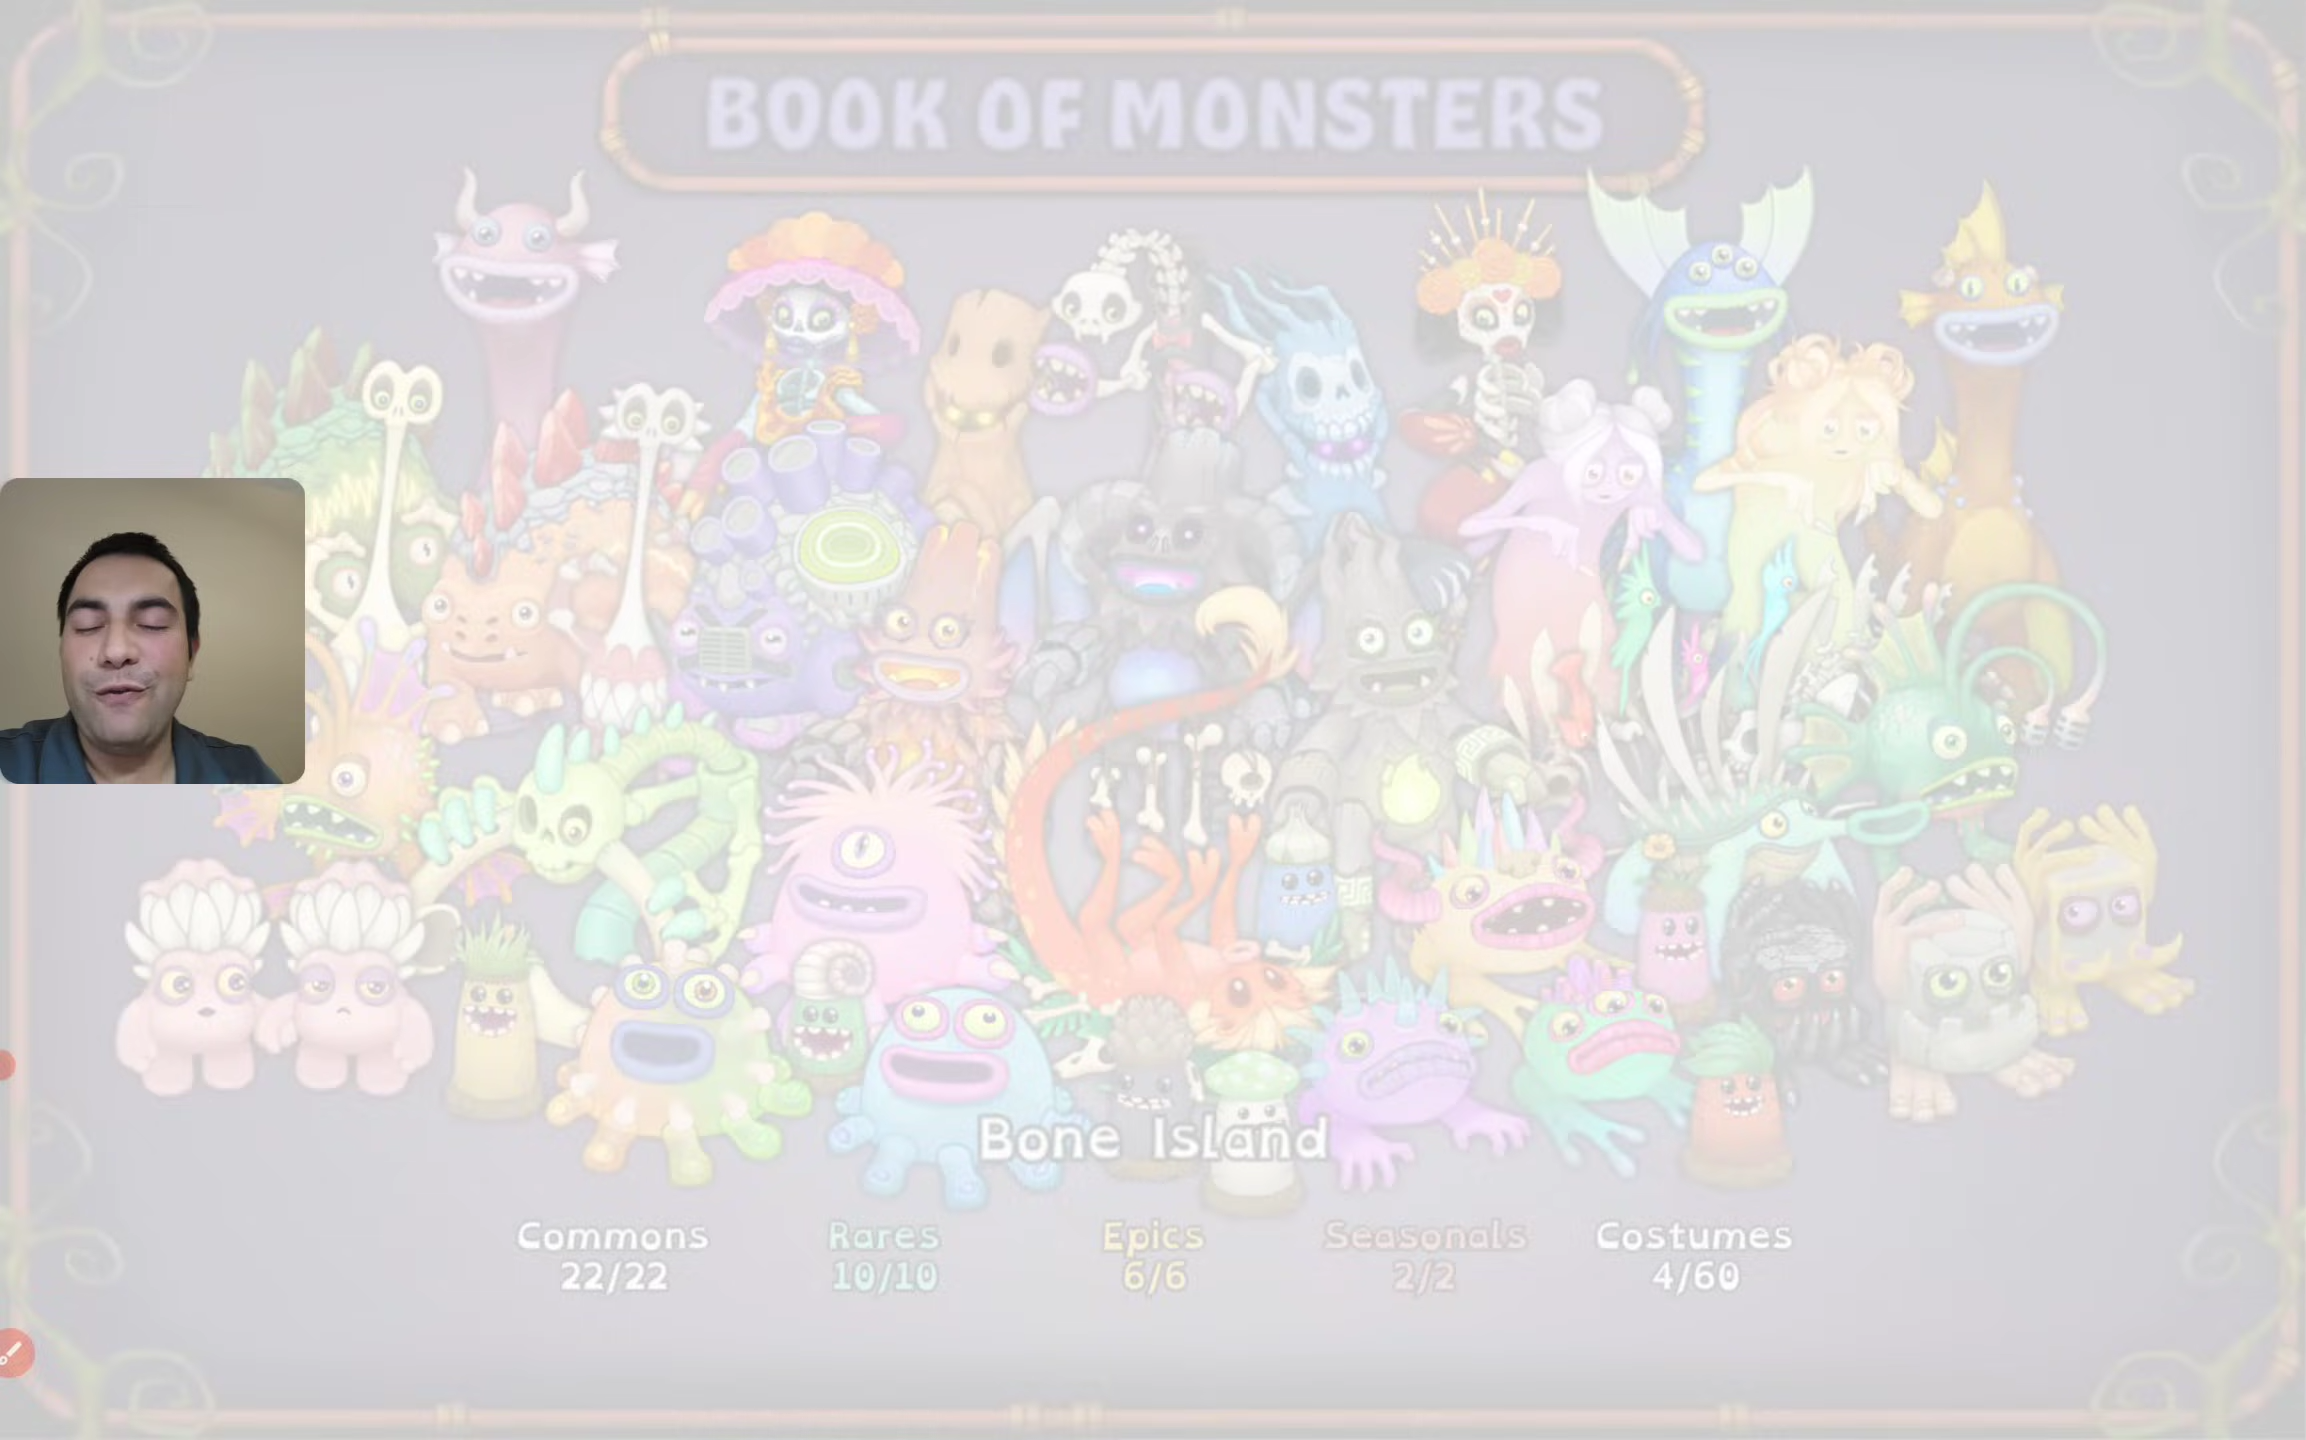 BOOK OF MONSTERS
Bone Island
Commons Rares Epics Seasonals Costumes
22/22 10/10 6/6 2/2 4/60